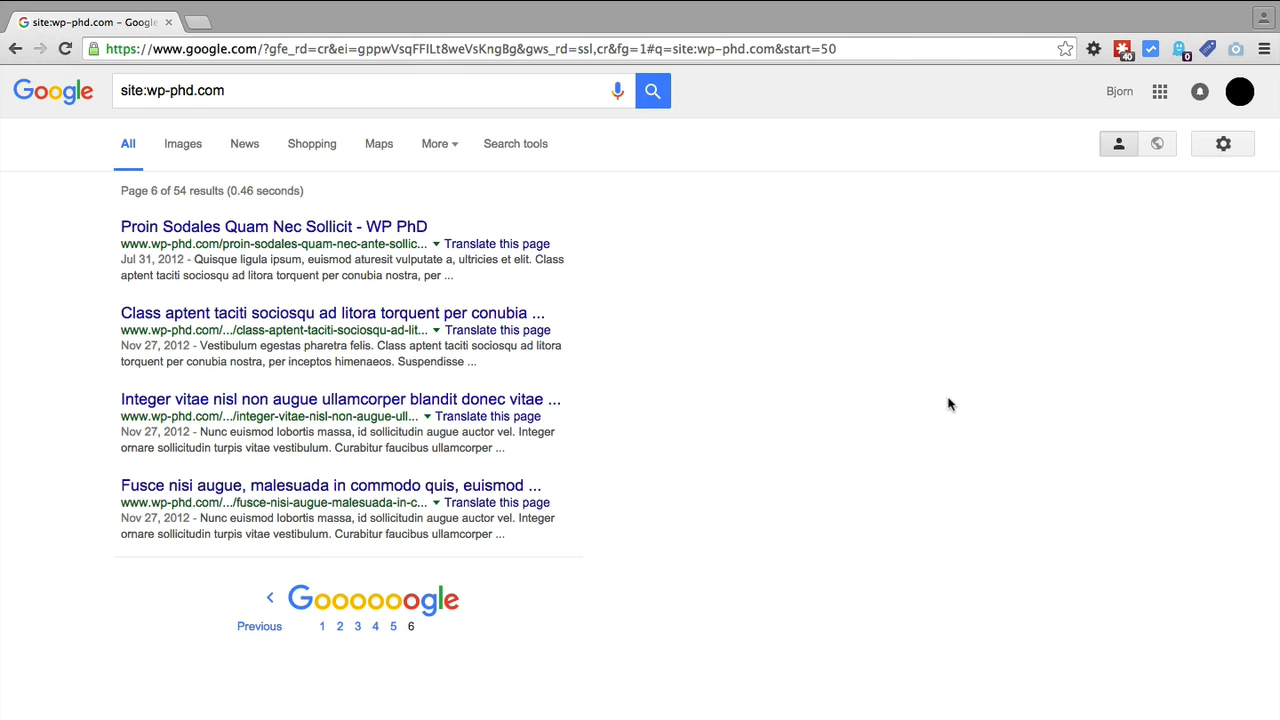 site:wp-phd.com – Google
https://www.google.com/?gfe_rd=cr&ei=gppwVsqFFILt8weVsKngBg&gws_rd=ssl,cr&fg=1#q=site:wp-phd.com&start=50
40
0
Google
site:wp-phd.com
Bjorn
All
Images
News
Shopping
Maps
More
Search tools
Page 6 of 54 results (0.46 seconds)
Proin Sodales Quam Nec Sollicit - WP PhD
www.wp-phd.com/proin-sodales-quam-nec-ante-sollic... Translate this page
Jul 31, 2012 - Quisque ligula ipsum, euismod aturesit vulputate a, ultricies et elit. Class
aptent taciti sociosqu ad litora torquent per conubia nostra, per ...
Class aptent taciti sociosqu ad litora torquent per conubia ...
www.wp-phd.com/.../class-aptent-taciti-sociosqu-ad-lit... Translate this page
Nov 27, 2012 - Vestibulum egestas pharetra felis. Class aptent taciti sociosqu ad litora
torquent per conubia nostra, per inceptos himenaeos. Suspendisse ...
Integer vitae nisl non augue ullamcorper blandit donec vitae ...
www.wp-phd.com/.../integer-vitae-nisl-non-augue-ull... Translate this page
Nov 27, 2012 - Nunc euismod lobortis massa, id sollicitudin augue auctor vel. Integer
ornare sollicitudin turpis vitae vestibulum. Curabitur faucibus ullamcorper ...
Fusce nisi augue, malesuada in commodo quis, euismod ...
www.wp-phd.com/.../fusce-nisi-augue-malesuada-in-c... Translate this page
Nov 27, 2012 - Nunc euismod lobortis massa, id sollicitudin augue auctor vel. Integer
ornare sollicitudin turpis vitae vestibulum. Curabitur faucibus ullamcorper ...
Goooooogle
Previous 1 2 3 4 5 6